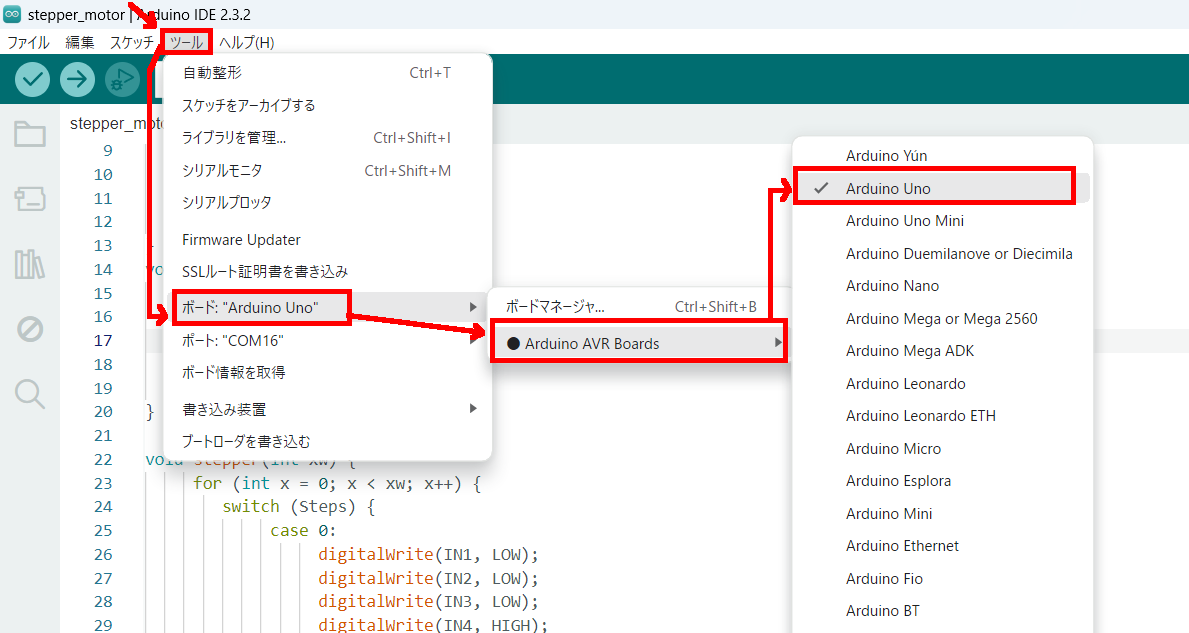 stepper_motor | Arduino IDE 2.3.2
ファイル 編集 スケッチ ツール ヘルプ(H)
自動整形 Ctrl+T
スケッチをアーカイブする
ライブラリを管理... Ctrl+Shift+I
シリアルモニタ Ctrl+Shift+M
シリアルプロッタ
Firmware Updater
SSLルート証明書を書き込み
ボード: "Arduino Uno"
ポート: "COM16"
ボード情報を取得
書き込み装置
ブートローダを書き込む
ボードマネージャ... Ctrl+Shift+B
Arduino AVR Boards
Arduino Yún
Arduino Uno
Arduino Uno Mini
Arduino Duemilanove or Diecimila
Arduino Nano
Arduino Mega or Mega 2560
Arduino Mega ADK
Arduino Leonardo
Arduino Leonardo ETH
Arduino Micro
Arduino Esplora
Arduino Mini
Arduino Ethernet
Arduino Fio
Arduino BT
stepper_moto
9
10
11
12
13
14 vo
15
16
17
18
19
20 }
21
22 void stepper(int xw) {
23 for (int x = 0; x < xw; x++) {
24 switch (Steps) {
25 case 0:
26 digitalWrite(IN1, LOW);
27 digitalWrite(IN2, LOW);
28 digitalWrite(IN3, LOW);
29 digitalWrite(IN4, HIGH);